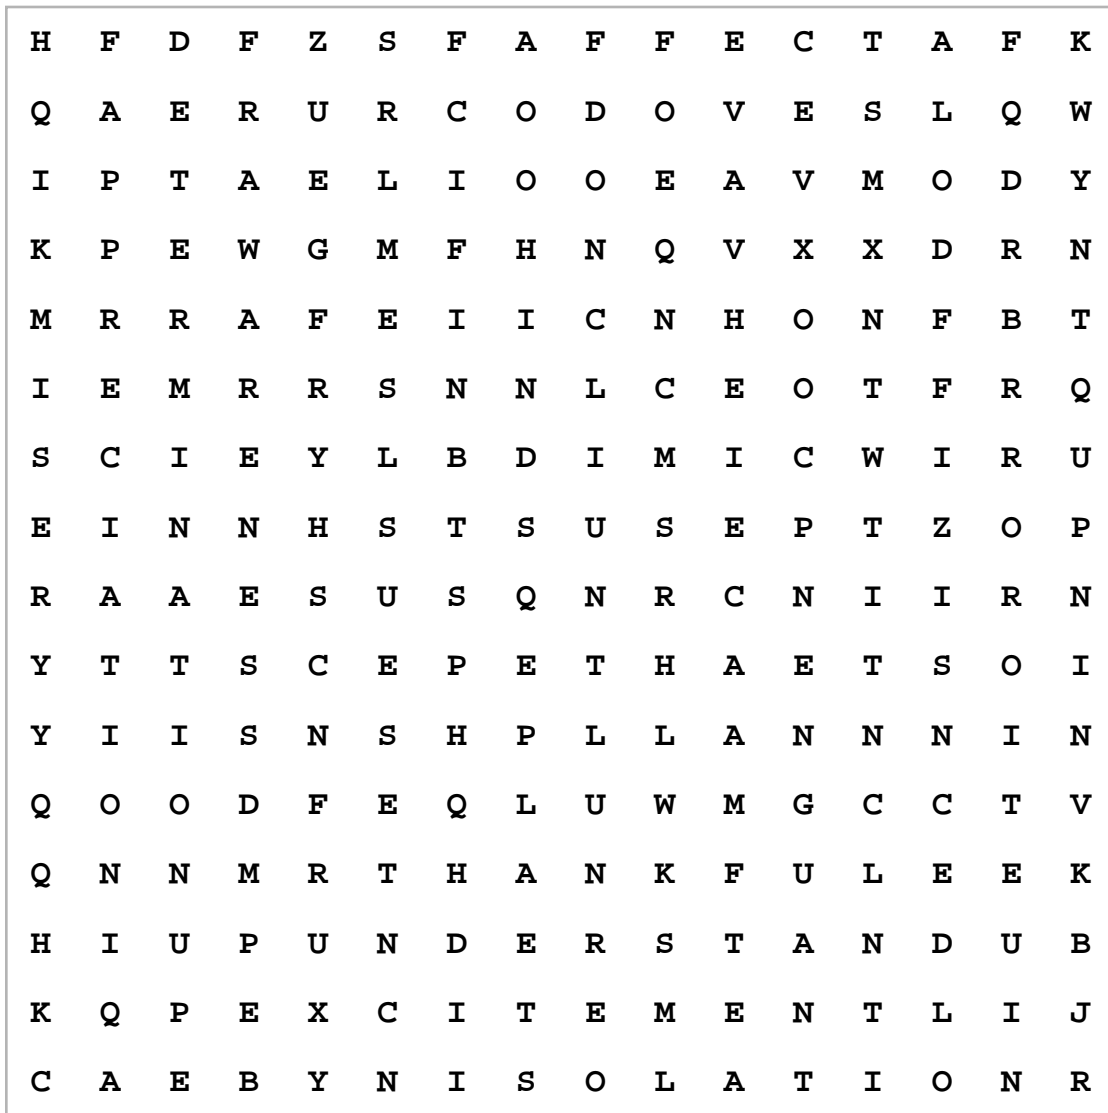 H F D F Z S F A F F E C T A F K
Q A E R U R C O D O V E S L Q W
I P T A E L I O O E A V M O D Y
K P E W G M F H N Q V X X D R N
M R R A F E I I C N H O N F B T
I E M R R S N N L C E O T F R Q
S C I E Y L B D I M I C W I R U
E I N N H S T S U S E P T Z O P
R A A E S U S Q N R C N I I R N
Y T T S C E P E T H A E T S O I
Y I I S N S H P L L A N N N I N
Q O O D F E Q L U W M G C C T V
Q N N M R T H A N K F U L E E K
H I U P U N D E R S T A N D U B
K Q P E X C I T E M E N T L I J
C A E B Y N I S O L A T I O N R